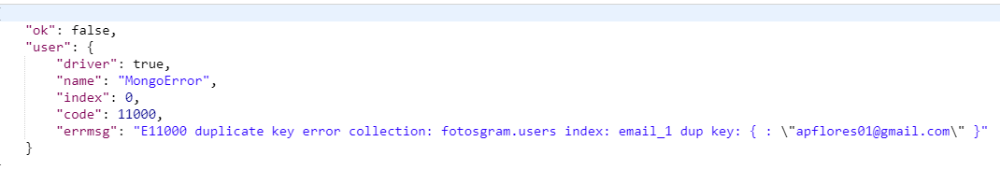 "ok": false,
"user": {
"driver": true,
"name": "MongoError",
"index": 0,
"code": 11000,
"errmsg": "E11000 duplicate key error collection: fotosgram.users index: email_1 dup key: { : \"apflores01@gmail.com\" }"
}